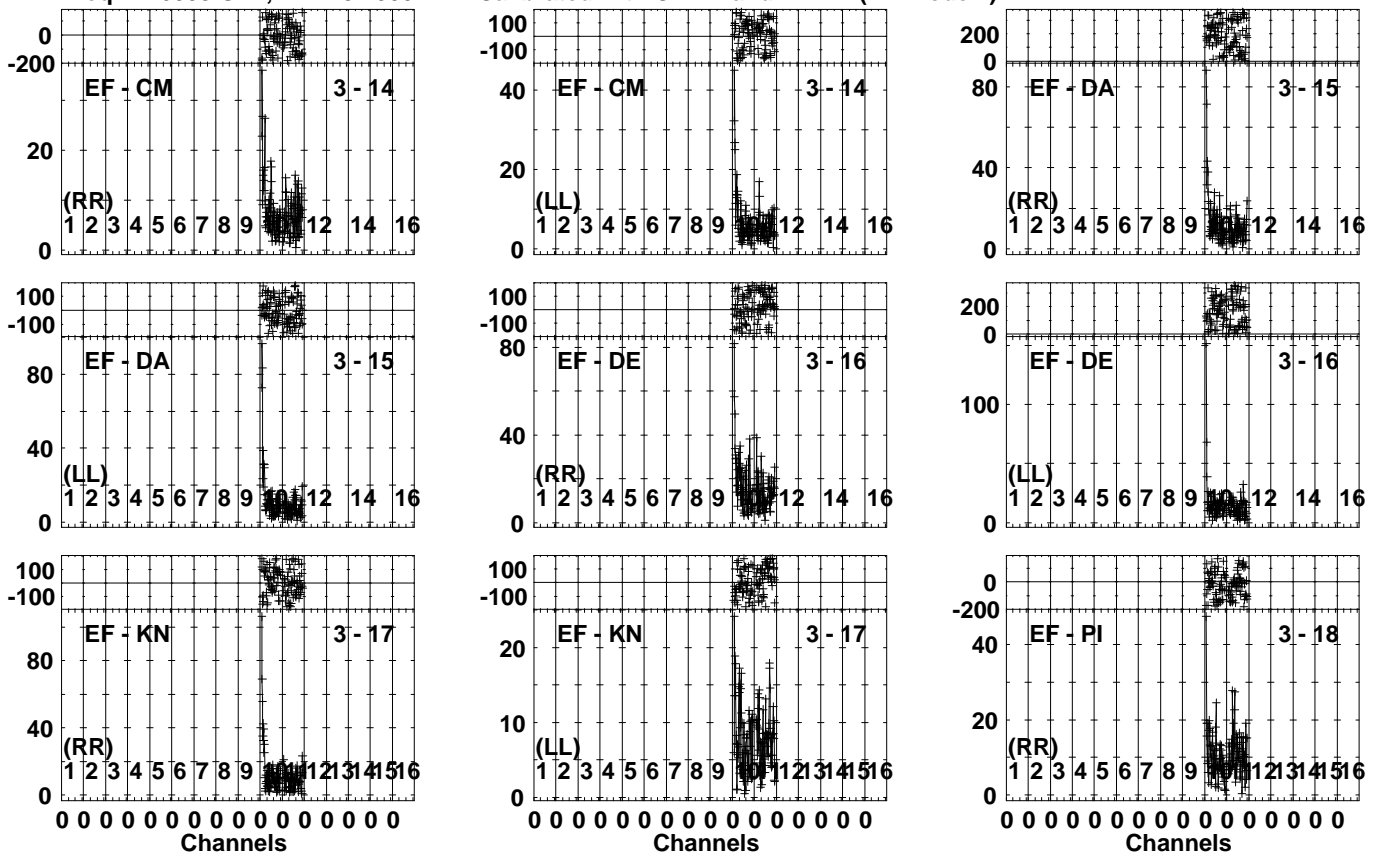 100
0
-100
-200
200
0
EF - CM 3 - 14
20
0
(RR)
1 2 3 4 5 6 7 8 9 12 14 16
EF - CM 3 - 14
40
20
0
(LL)
1 2 3 4 5 6 7 8 9 12 14 16
EF - DA 3 - 15
80
40
0
(RR)
1 2 3 4 5 6 7 8 9 12 14 16
100
-100
100
-100
200
0
EF - DA 3 - 15
80
40
0
(LL)
1 2 3 4 5 6 7 8 9 12 14 16
EF - DE 3 - 16
80
40
0
(RR)
1 2 3 4 5 6 7 8 9 12 14 16
EF - DE 3 - 16
100
0
(LL)
1 2 3 4 5 6 7 8 9 10 12 14 16
100
-100
100
-100
0
-200
EF - KN 3 - 17
80
40
0
(RR)
1 2 3 4 5 6 7 8 9 12 13 14 15 16
EF - KN 3 - 17
20
10
0
(LL)
1 2 3 4 5 6 7 8 9 10 12 13 14 15 16
EF - PI 3 - 18
40
20
0
(RR)
1 2 3 4 5 6 7 8 9 12 13 14 15 16
0 0 0 0 0 0 0 0 0 0 0 0 0 0 0 0
0 0 0 0 0 0 0 0 0 0 0 0 0 0 0 0
0 0 0 0 0 0 0 0 0 0 0 0 0 0 0 0
Channels Channels Channels